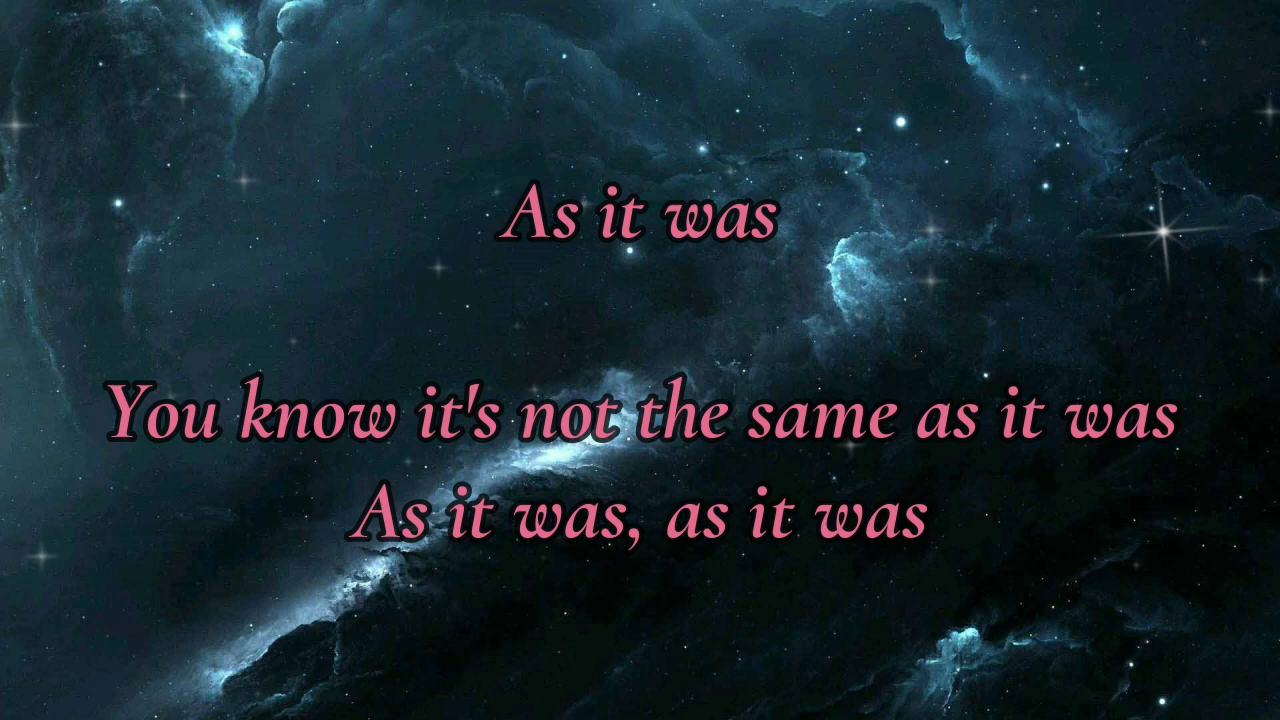 As it was
You know it's not the same as it was
As it was, as it was